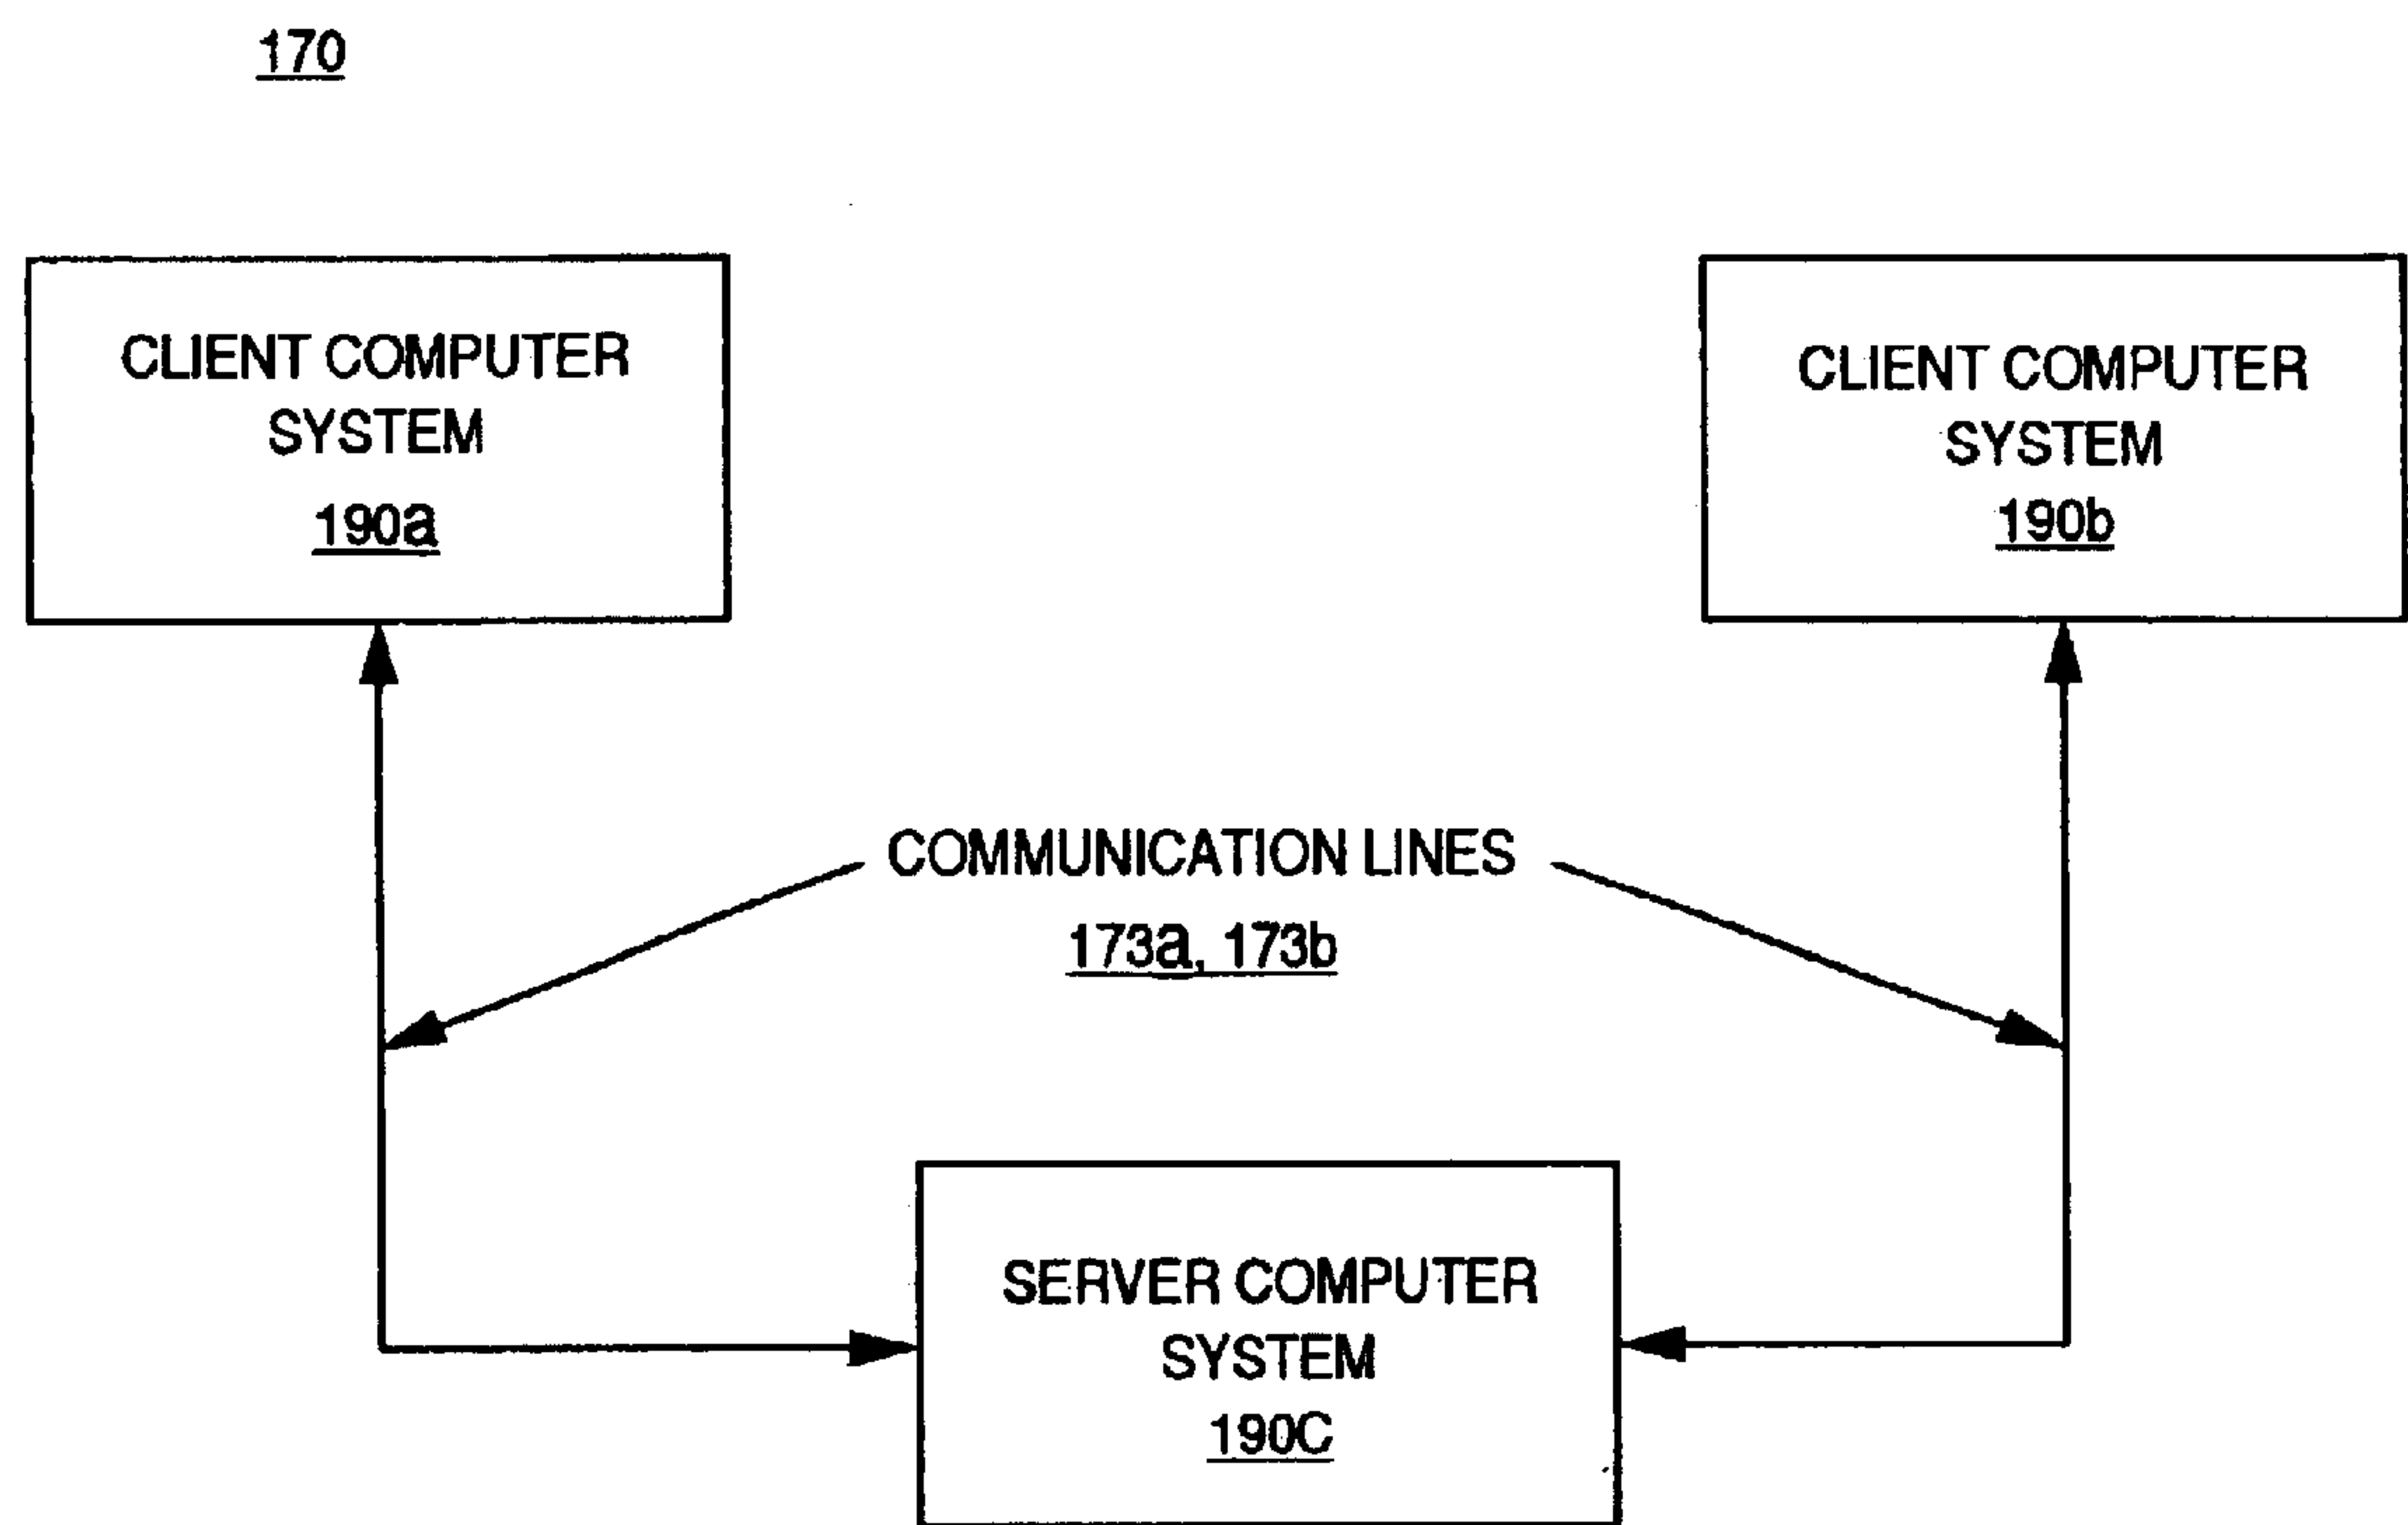 170
CLIENT COMPUTER
SYSTEM
190a
CLIENT COMPUTER
SYSTEM
190b
COMMUNICATION LINES
173a, 173b
SERVER COMPUTER
SYSTEM
190C